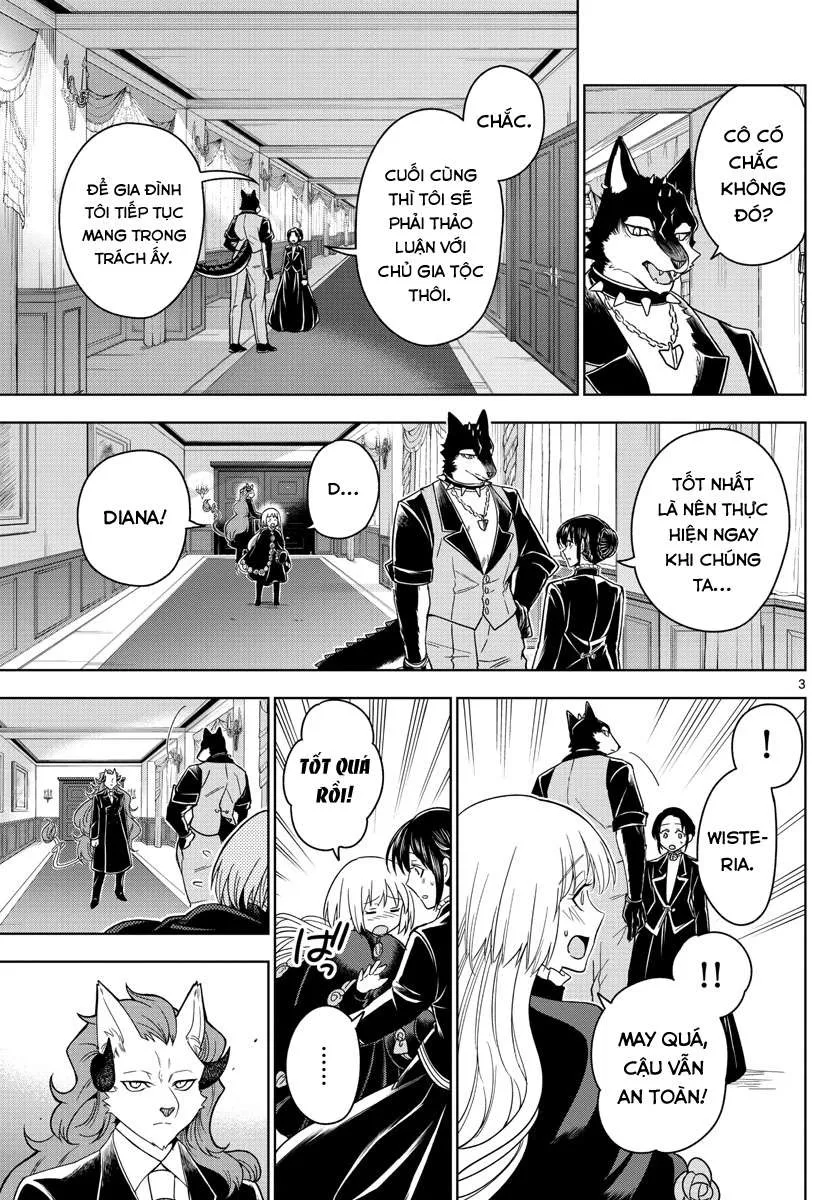 CÔ CÓ
CHẮC
KHÔNG
ĐÓ?
CHẮC.
CUỐI CÙNG
THÌ TÔI SẼ
PHẢI THẢO
LUẬN VỚI
CHỦ GIA TỘC
THÔI.
ĐỂ GIA ĐÌNH
TÔI TIẾP TỤC
MANG TRỌNG
TRÁCH ẤY.
TỐT NHẤT
LÀ NÊN THỰC
HIỆN NGAY
KHI CHÚNG
TA...
D...
DIANA!
3
!
WISTE-
RIA.
!!
MAY QUÁ,
CẬU VẪN
AN TOÀN!
TỐT QUÁ
RỒI!
ばっ
......